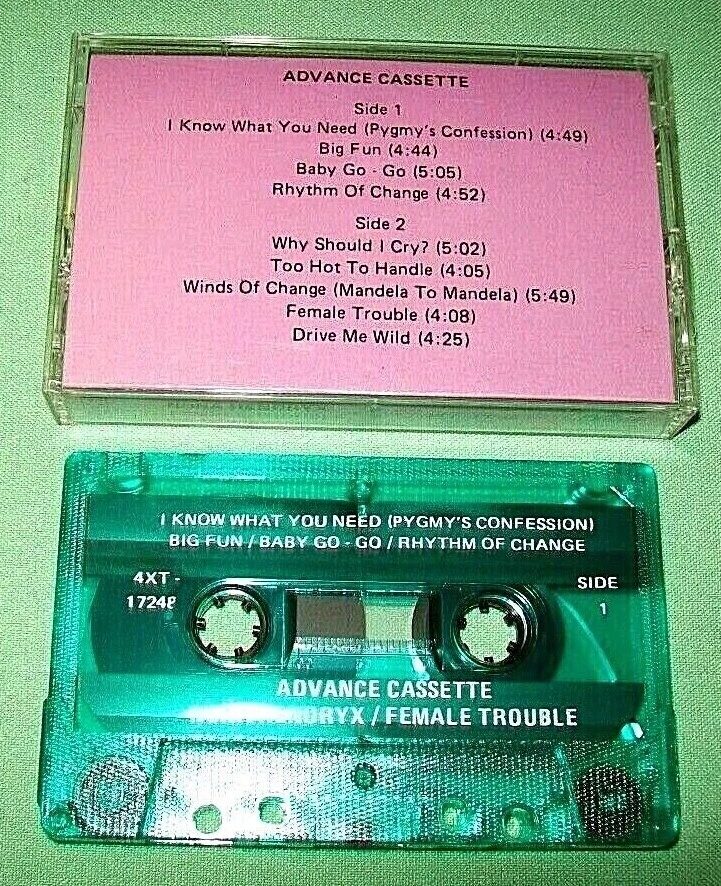 ADVANCE CASSETTE
Side 1
I Know What You Need (Pygmy's Confession) (4:49)
Big Fun (4:44)
Baby Go - Go (5:05)
Rhythm Of Change (4:52)
Side 2
Why Should I Cry? (5:02)
Too Hot To Handle (4:05)
Winds Of Change (Mandela To Mandela) (5:49)
Female Trouble (4:08)
Drive Me Wild (4:25)
I KNOW WHAT YOU NEED (PYGMY'S CONFESSION)
BIG FUN / BABY GO - GO / RHYTHM OF CHANGE
4XT -
17248
SIDE
1
ADVANCE CASSETTE
/ FEMALE TROUBLE